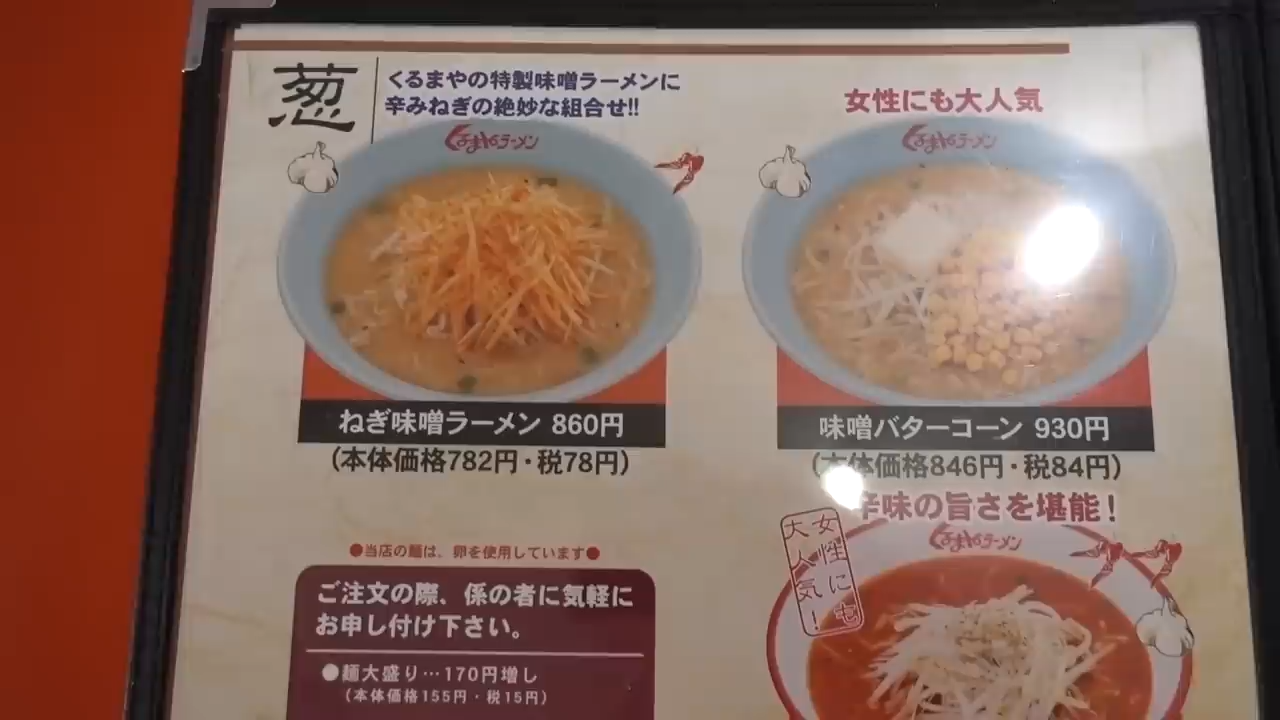 葱
くるまやの特製味噌ラーメンに
辛みねぎの絶妙な組合せ!!
くるまやラーメン
ねぎ味噌ラーメン 860円
(本体価格782円・税78円)
女性にも大人気
くるまやラーメン
味噌バターコーン 930円
(本体価格846円・税84円)
●当店の麺は、卵を使用しています●
ご注文の際、係の者に気軽に
お申し付け下さい。
●麺大盛り…170円増し
(本体価格155円・税15円)
辛味の旨さを堪能!
女性にも
大人気!
くるまやラーメン